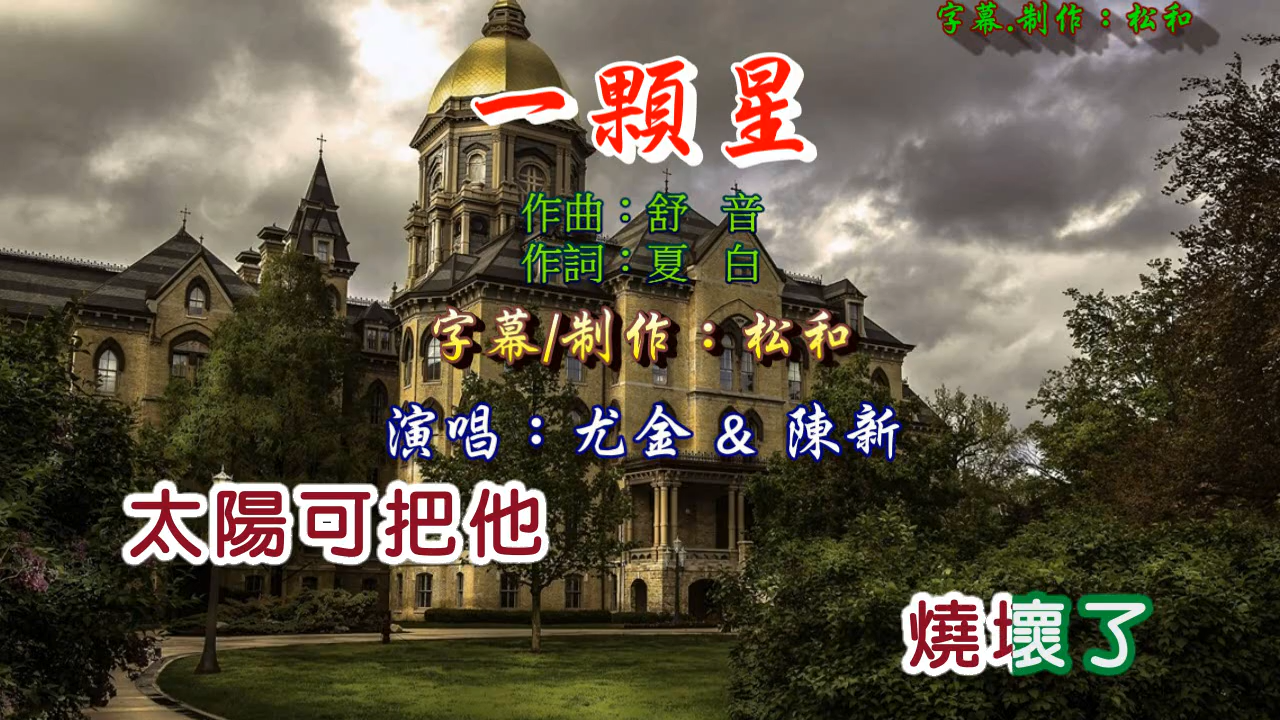 字幕.制作：松和
一顆星
作曲：舒 音
作詞：夏 白
字幕/制作：松和
演唱：尤金 & 陳新
太陽可把他
燒壞了